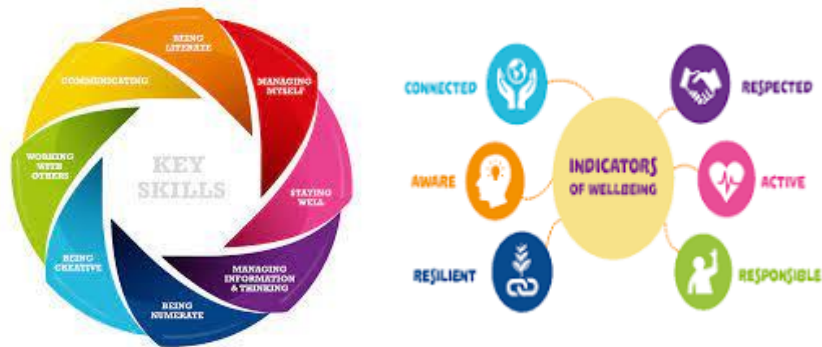 BEING
LITERATE
COMMUNICATING
MANAGING
MYSELF
WORKING
WITH
OTHERS
KEY
SKILLS
STAYING
WELL
BEING
CREATIVE
MANAGING
INFORMATION
& THINKING
BEING
NUMERATE
CONNECTED
RESPECTED
AWARE
INDICATORS
OF WELLBEING
ACTIVE
RESILIENT
RESPONSIBLE